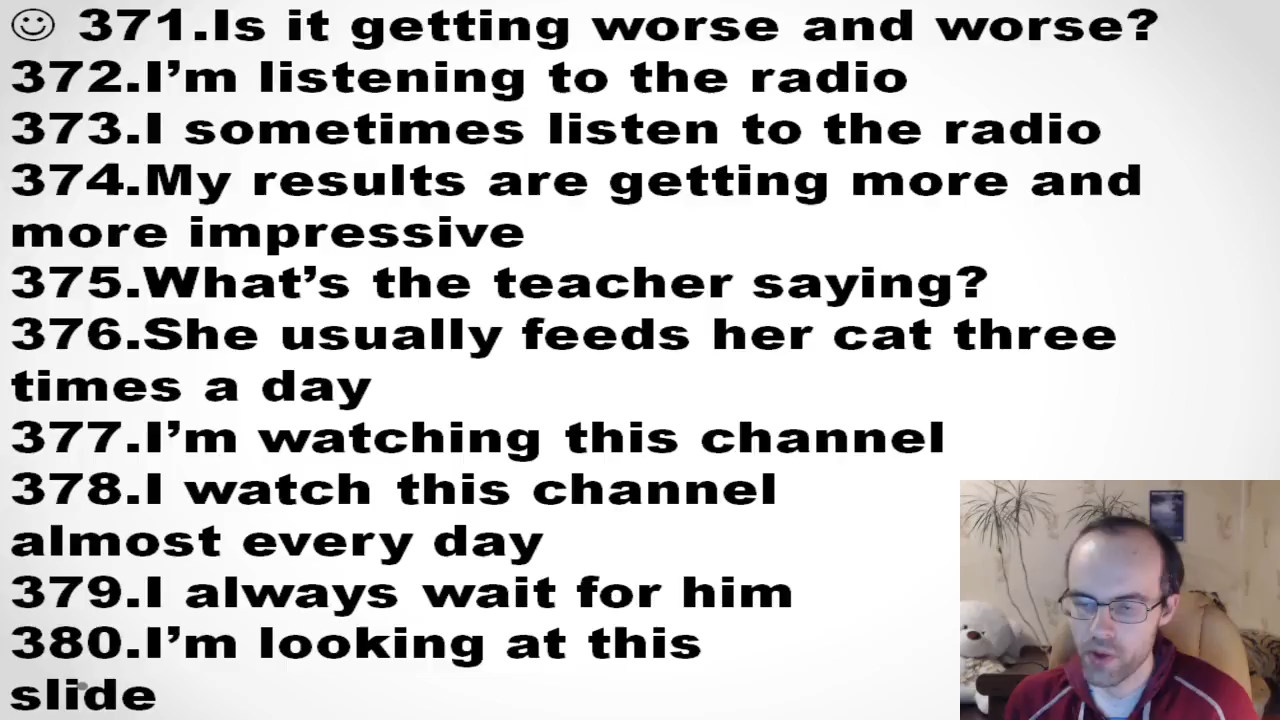 ☺ 371.Is it getting worse and worse?
372.I’m listening to the radio
373.I sometimes listen to the radio
374.My results are getting more and
more impressive
375.What’s the teacher saying?
376.She usually feeds her cat three
times a day
377.I’m watching this channel
378.I watch this channel
almost every day
379.I always wait for him
380.I’m looking at this
slide